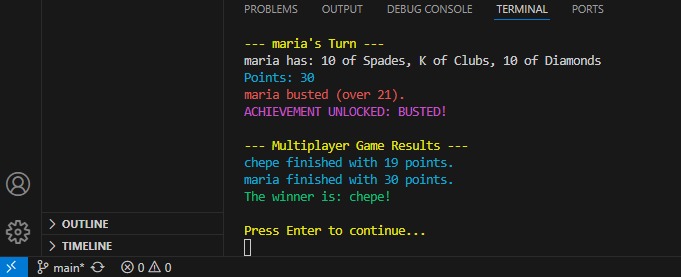 PROBLEMS OUTPUT DEBUG CONSOLE TERMINAL PORTS
--- maria's Turn ---
maria has: 10 of Spades, K of Clubs, 10 of Diamonds
Points: 30
maria busted (over 21).
ACHIEVEMENT UNLOCKED: BUSTED!
--- Multiplayer Game Results ---
chepe finished with 19 points.
maria finished with 30 points.
The winner is: chepe!
Press Enter to continue...
OUTLINE
TIMELINE
main* 0 0